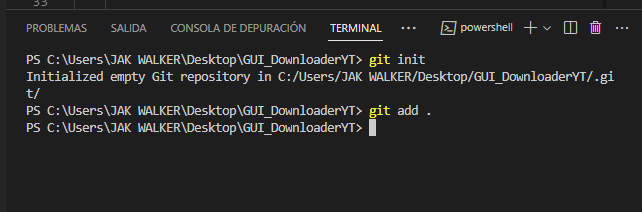 33
PROBLEMAS SALIDA CONSOLA DE DEPURACIÓN TERMINAL ... powershell
PS C:\Users\JAK WALKER\Desktop\GUI_DownloaderYT> git init
Initialized empty Git repository in C:/Users/JAK WALKER/Desktop/GUI_DownloaderYT/.gi
t/
PS C:\Users\JAK WALKER\Desktop\GUI_DownloaderYT> git add .
PS C:\Users\JAK WALKER\Desktop\GUI_DownloaderYT>